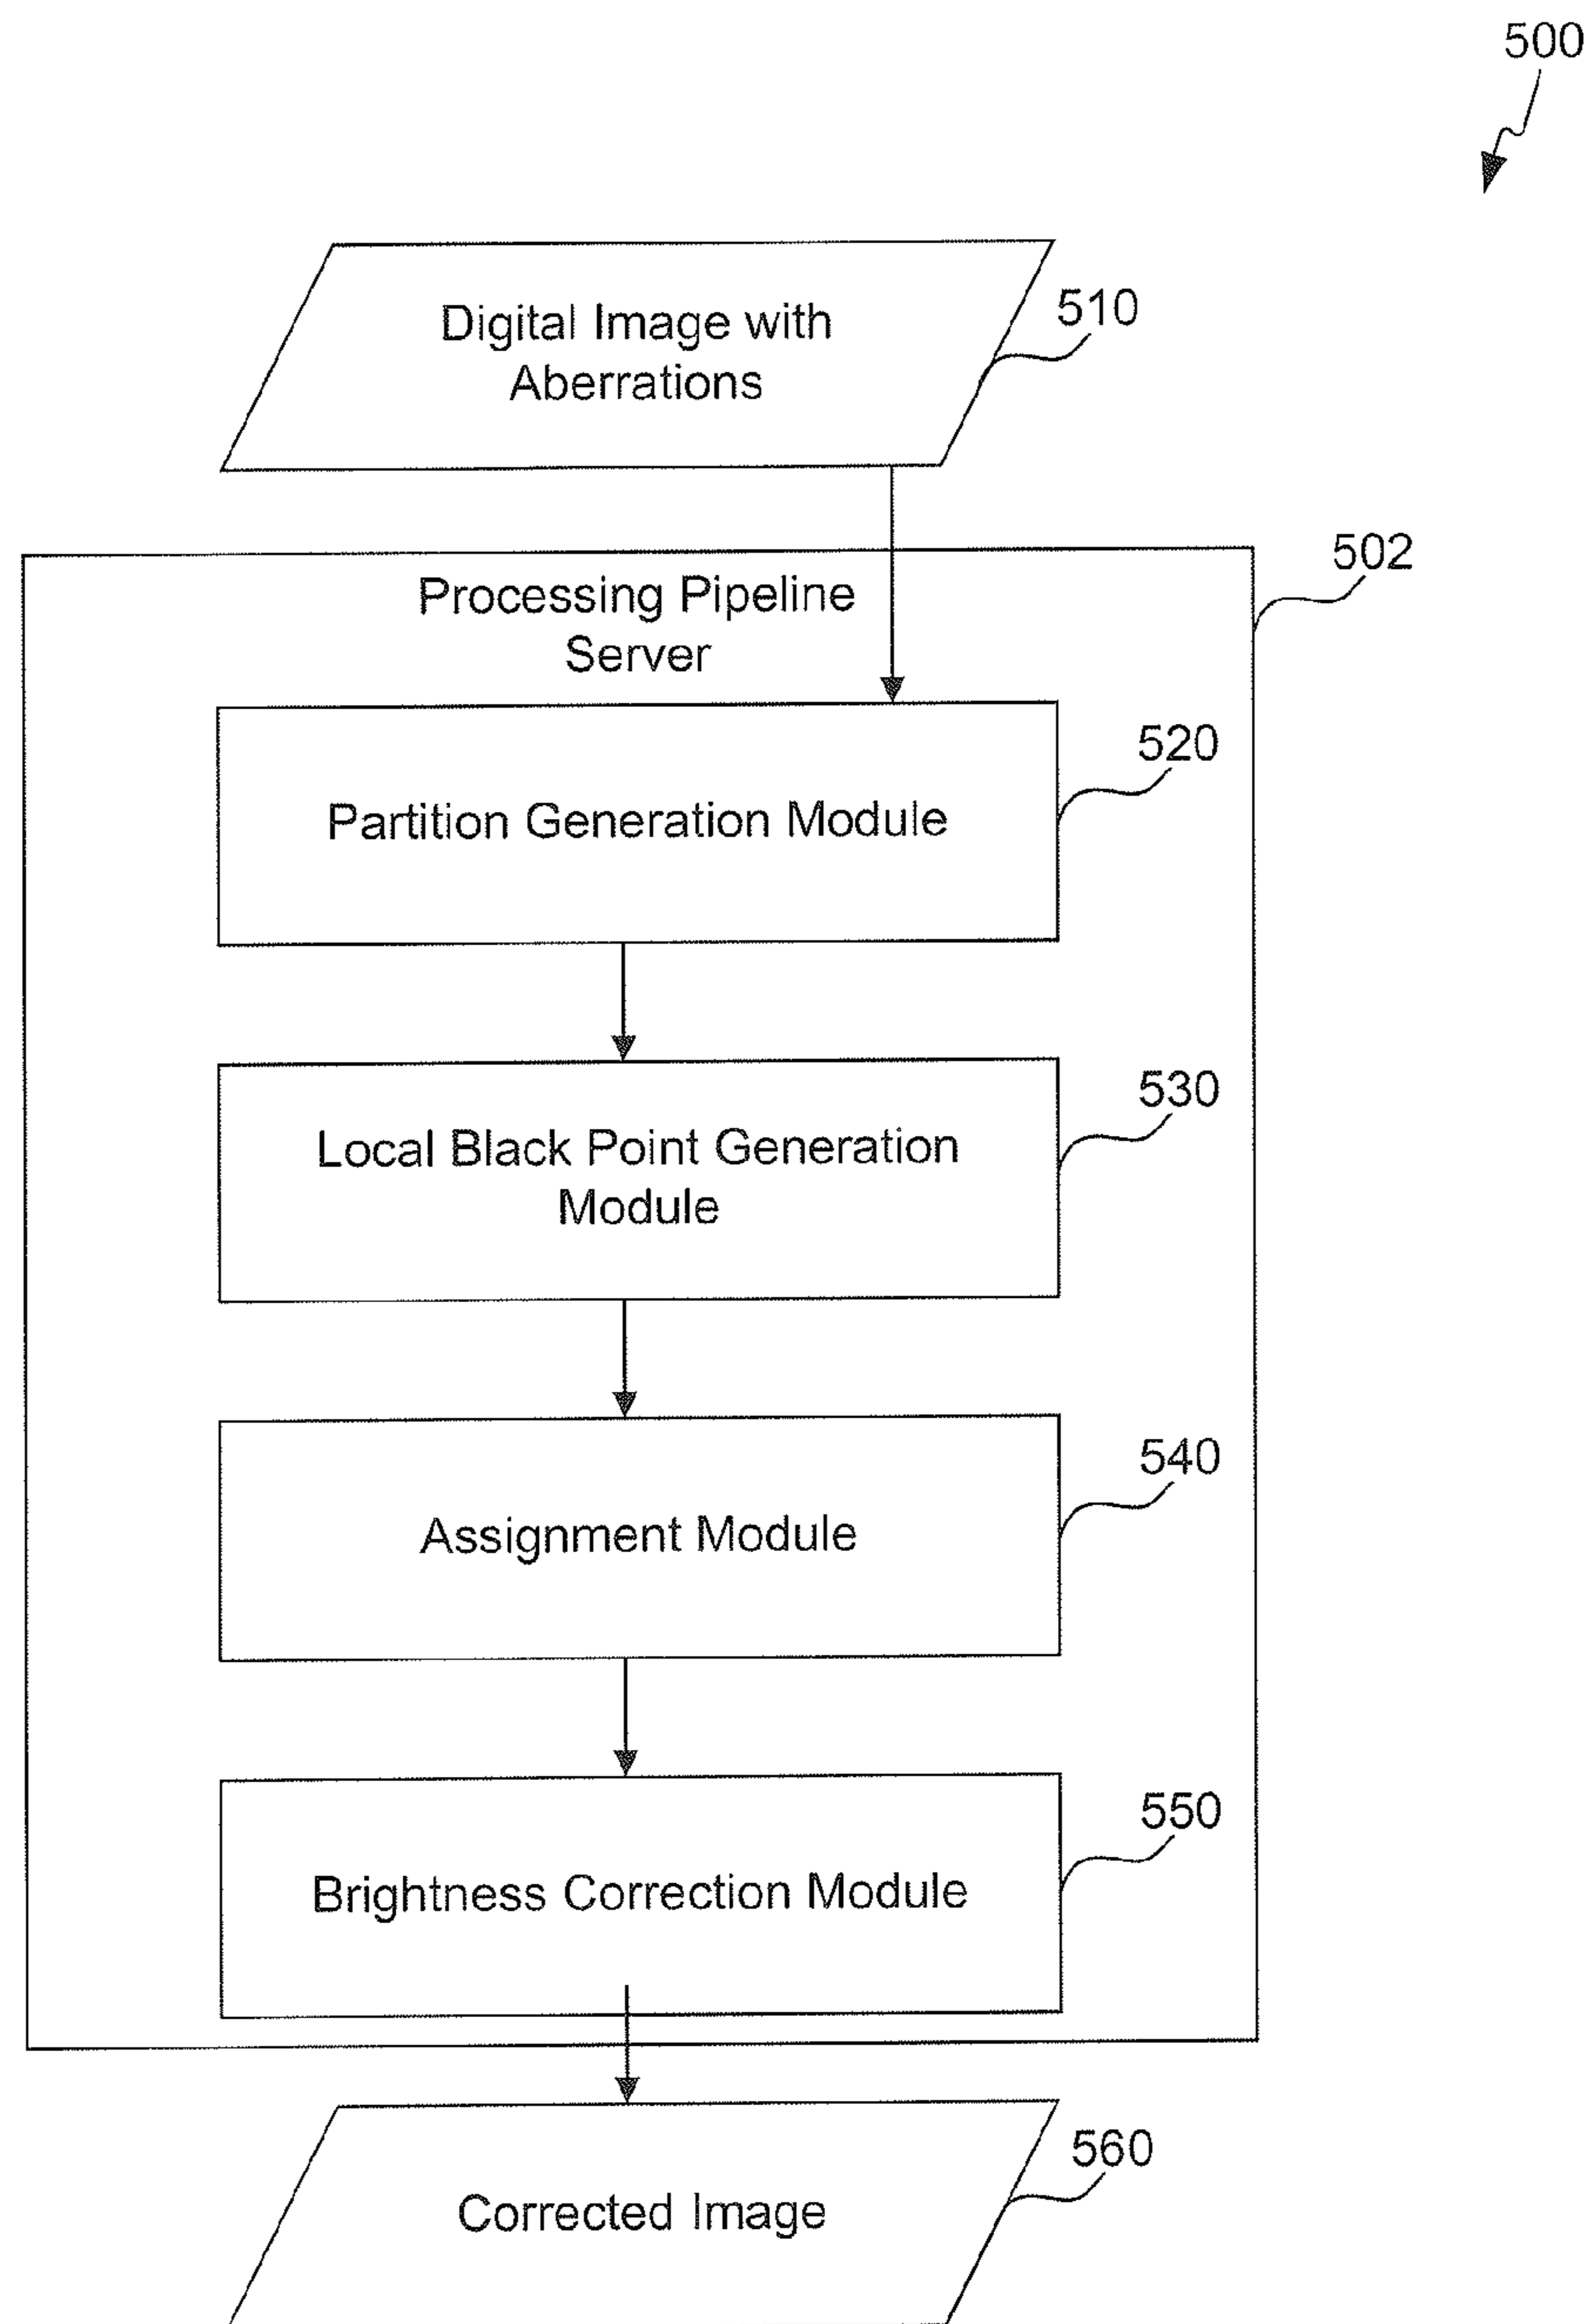 500
Digital Image with
Aberrations
510
502
Processing Pipeline
Server
520
Partition Generation Module
530
Local Black Point Generation
Module
540
Assignment Module
550
Brightness Correction Module
560
Corrected Image